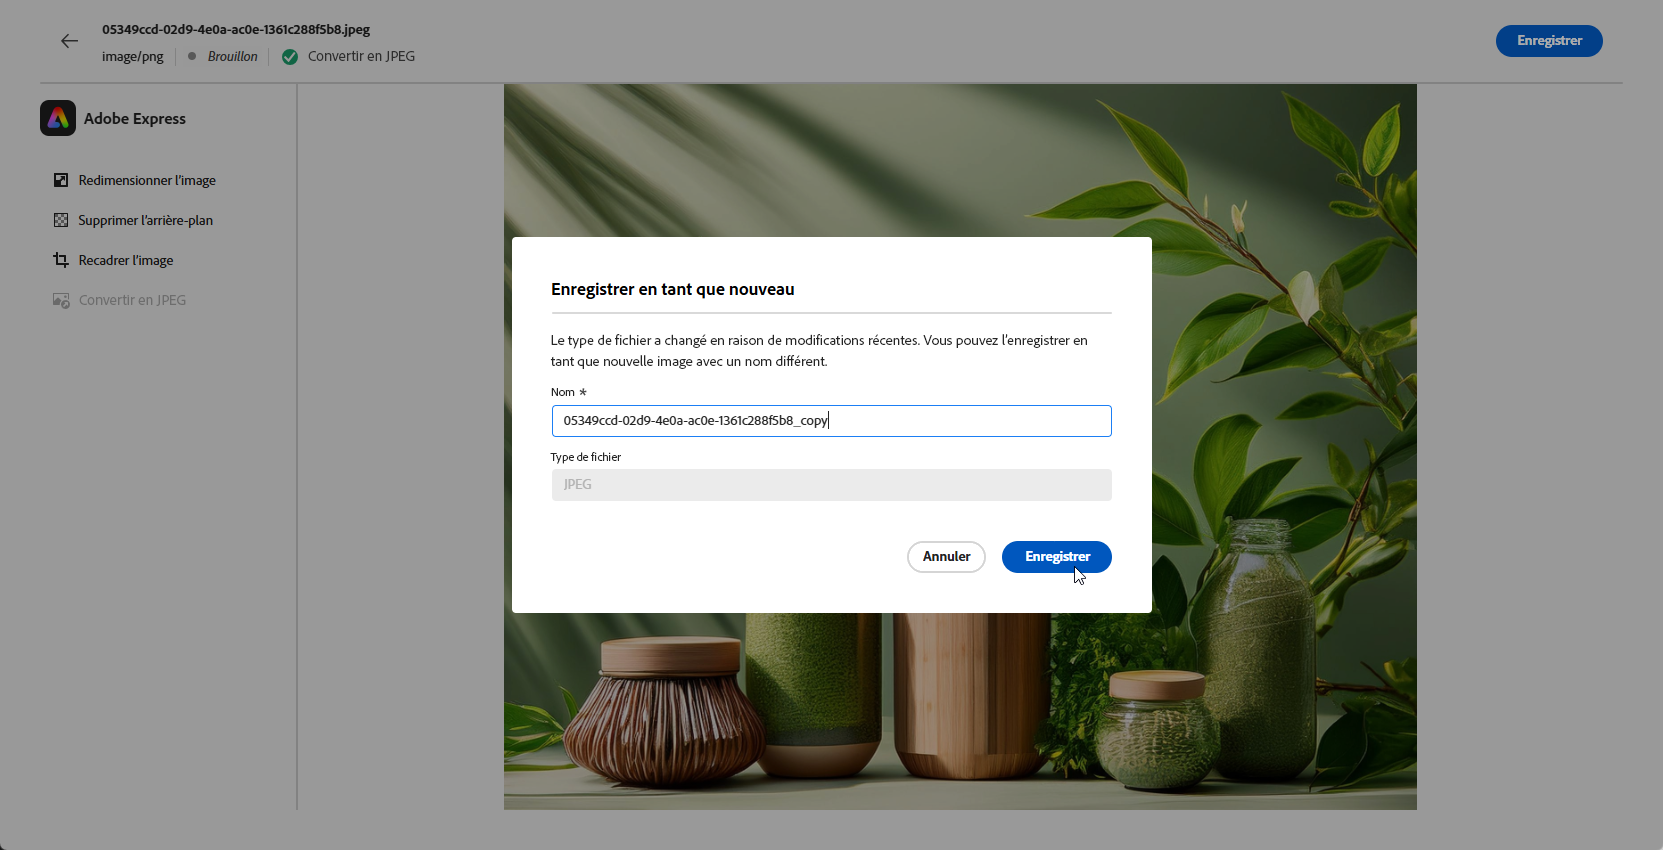 05349ccd-02d9-4e0a-ac0e-1361c288f5b8.jpeg
image/png Brouillon Convertir en JPEG
Enregistrer
Adobe Express
Redimensionner l'image
Supprimer l'arrière-plan
Recadrer l'image
Convertir en JPEG
Enregistrer en tant que nouveau
Le type de fichier a changé en raison de modifications récentes. Vous pouvez l'enregistrer en
tant que nouvelle image avec un nom différent.
Nom *
05349ccd-02d9-4e0a-ac0e-1361c288f5b8_copy
Type de fichier
JPEG
Annuler Enregistrer